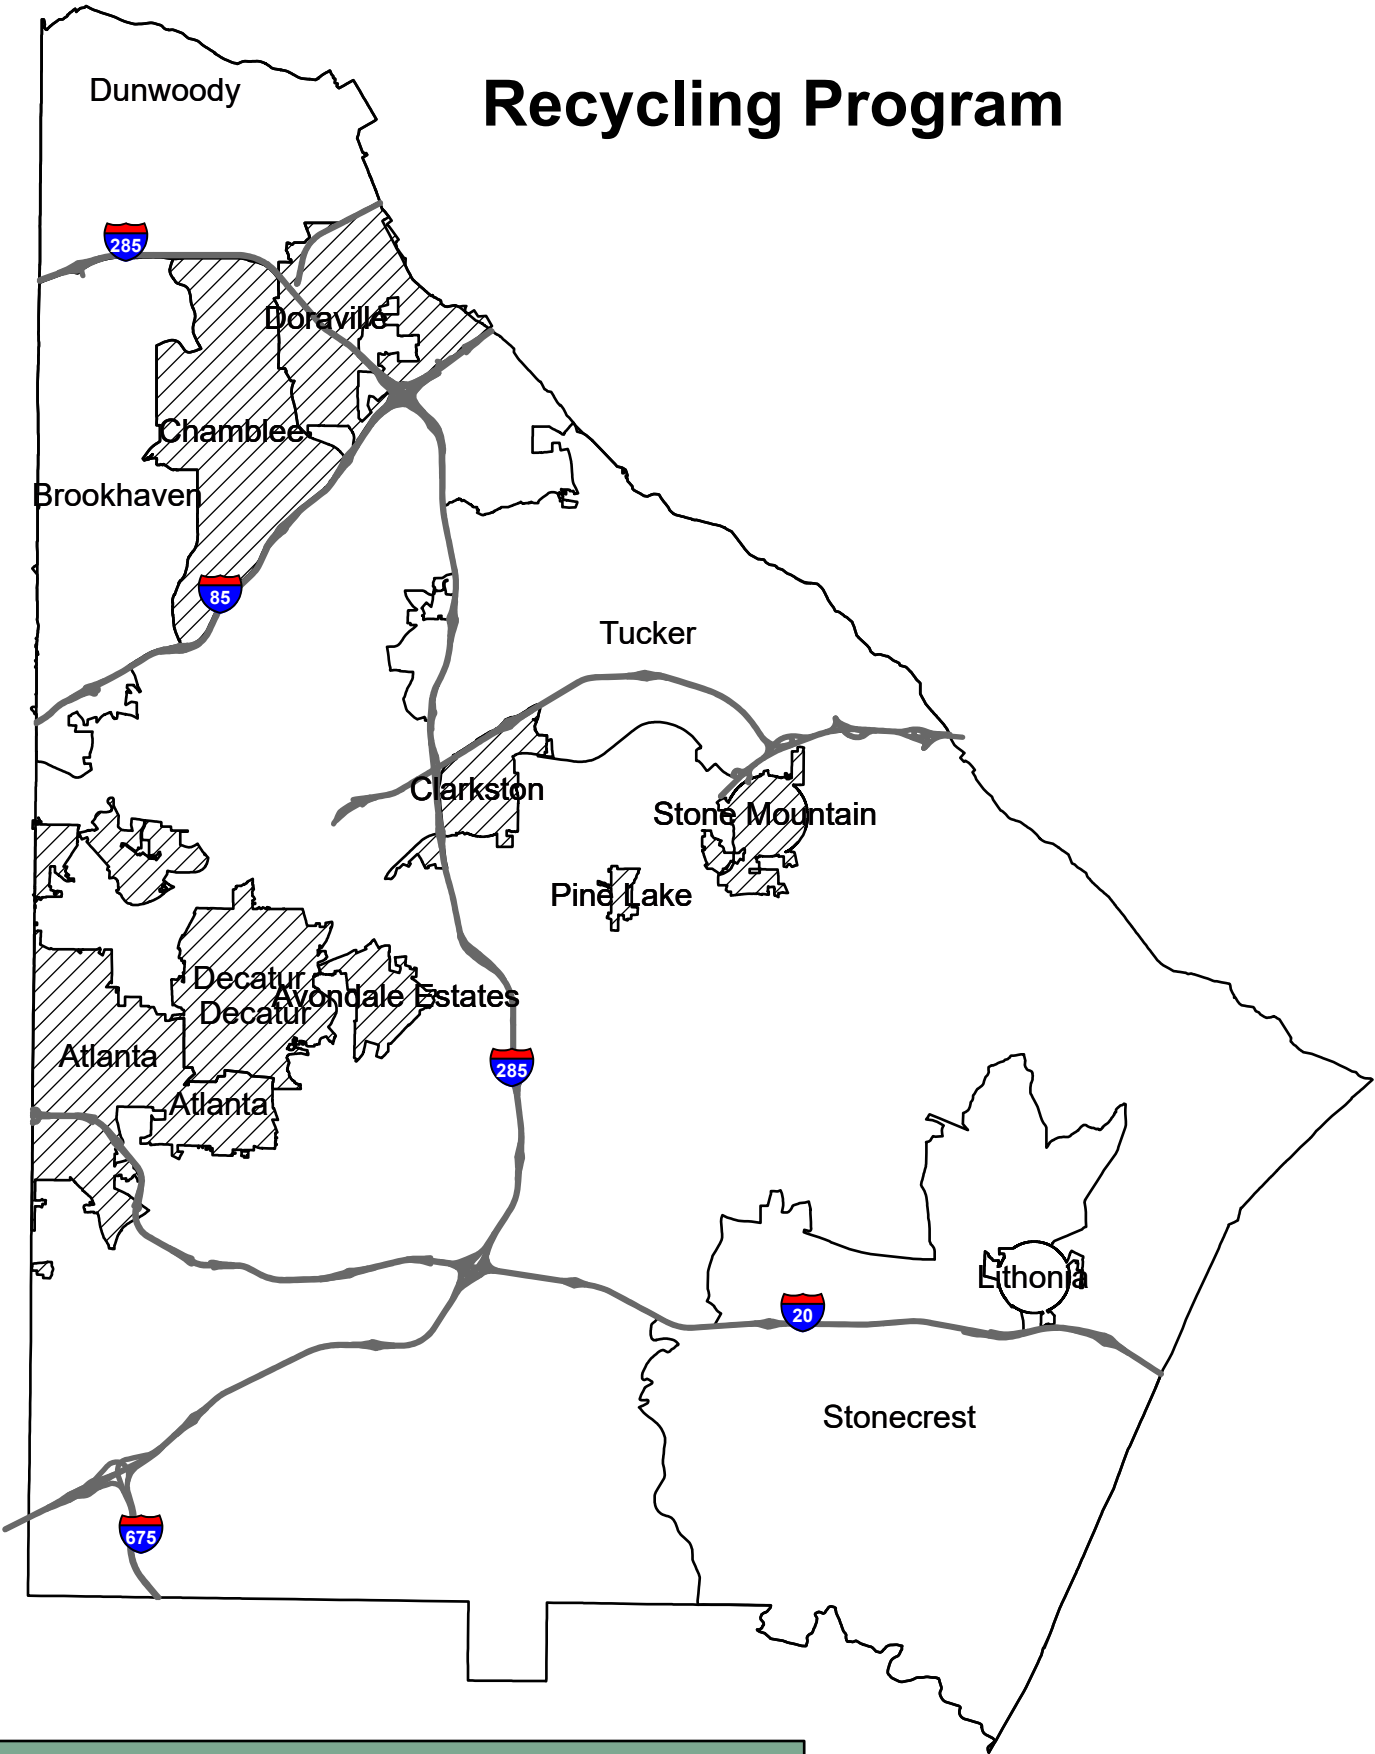 Dunwoody
Recycling Program
285
Doraville
Chamblee
Brookhaven
85
Tucker
Clarkston
Stone Mountain
Pine Lake
Decatur
Avondale Estates
Decatur
Atlanta
285
Atlanta
Lithonia
20
Stonecrest
675